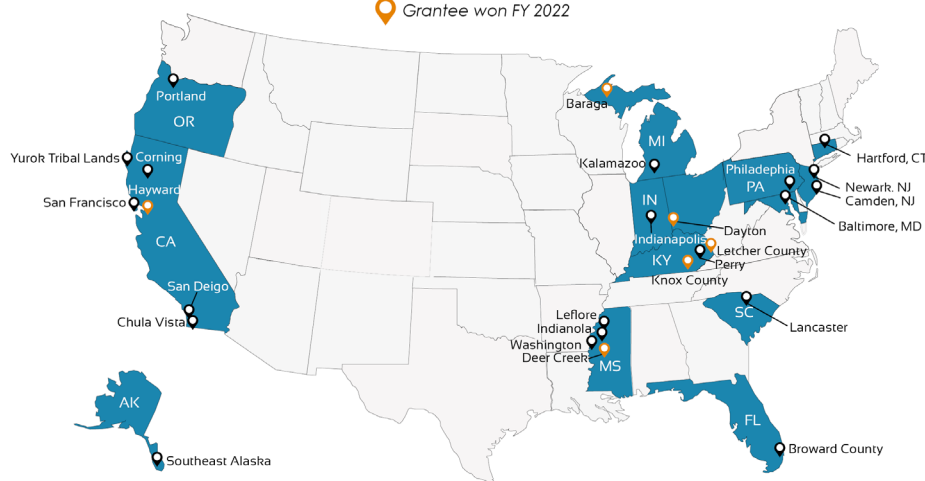 Grantee won FY 2022
Portland
OR
Yurok Tribal Lands
Corning
Hayward
San Francisco
CA
San Deigo
Chula Vista
AK
Southeast Alaska
Baraga
MI
Kalamazoo
IN
Indianapolis
Dayton
Letcher County
Perry
KY
Knox County
Philadephia
PA
Hartford, CT
Newark. NJ
Camden, NJ
Baltimore, MD
SC
Lancaster
Leflore
Indianola
Washington
Deer Creek
MS
FL
Broward County